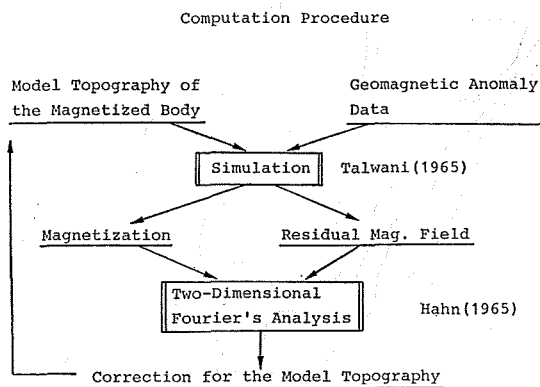 Computation Procedure
Model Topography of
the Magnetized Body
Geomagnetic Anomaly
Data
Simulation
Talwani(1965)
Magnetization
Residual Mag. Field
Two-Dimensional
Fourier's Analysis
Hahn(1965)
Correction for the Model Topography